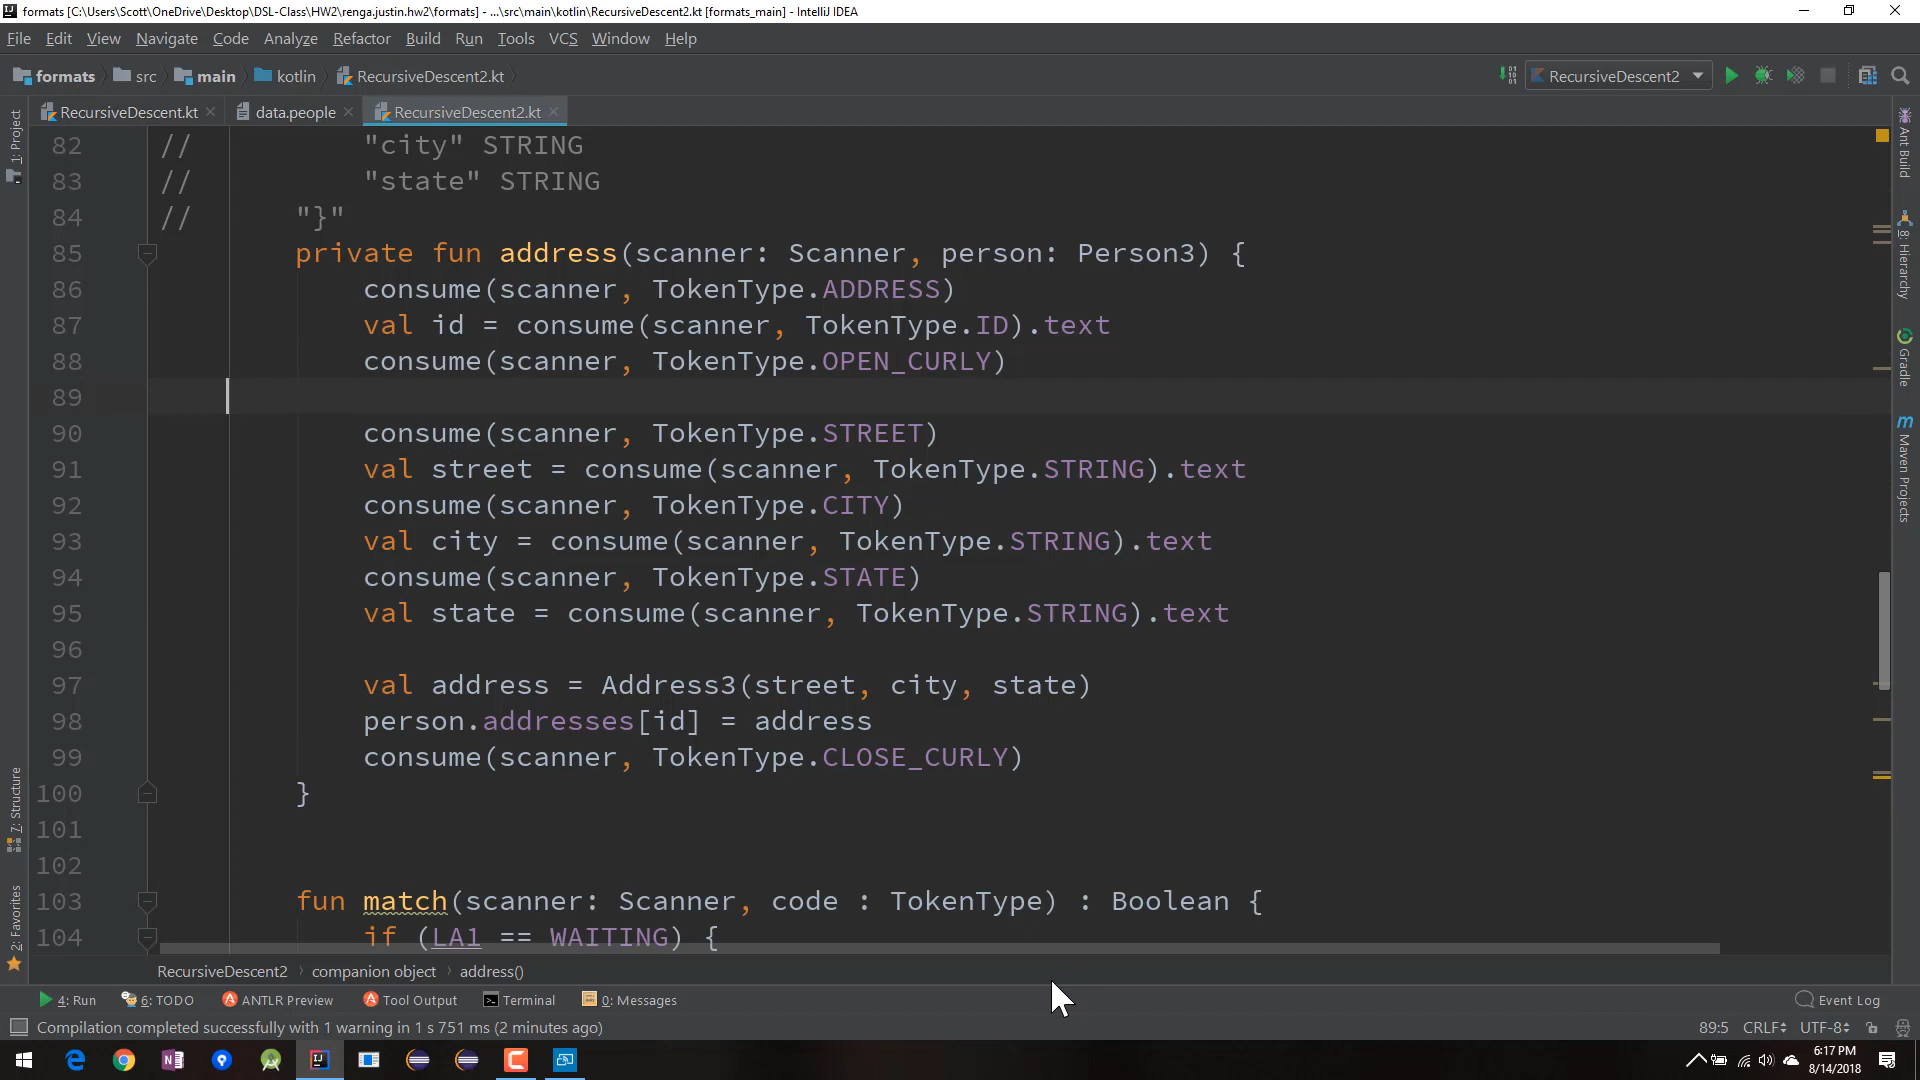 formats [C:\Users\Scott\OneDrive\Desktop\DSL-Class\HW2\renga.justin.hw2\formats] - ...\src\main\kotlin\RecursiveDescent2.kt [formats_main] - IntelliJ IDEA
File Edit View Navigate Code Analyze Refactor Build Run Tools VCS Window Help
formats src main kotlin RecursiveDescent2.kt
RecursiveDescent2
RecursiveDescent.kt data.people RecursiveDescent2.kt
1: Project
7: Structure
2: Favorites
82 // "city" STRING
83 // "state" STRING
84 // "}"
85 private fun address(scanner: Scanner, person: Person3) {
86 consume(scanner, TokenType.ADDRESS)
87 val id = consume(scanner, TokenType.ID).text
88 consume(scanner, TokenType.OPEN_CURLY)
89
90 consume(scanner, TokenType.STREET)
91 val street = consume(scanner, TokenType.STRING).text
92 consume(scanner, TokenType.CITY)
93 val city = consume(scanner, TokenType.STRING).text
94 consume(scanner, TokenType.STATE)
95 val state = consume(scanner, TokenType.STRING).text
96
97 val address = Address3(street, city, state)
98 person.addresses[id] = address
99 consume(scanner, TokenType.CLOSE_CURLY)
100 }
101
102
103 fun match(scanner: Scanner, code : TokenType) : Boolean {
104 if (LA1 == WAITING) {
Ant Build
8: Hierarchy
Gradle
m Maven Projects
RecursiveDescent2 › companion object › address()
4: Run 6: TODO ANTLR Preview Tool Output Terminal 0: Messages Event Log
Compilation completed successfully with 1 warning in 1 s 751 ms (2 minutes ago) 89:5 CRLF UTF-8
6:17 PM
8/14/2018